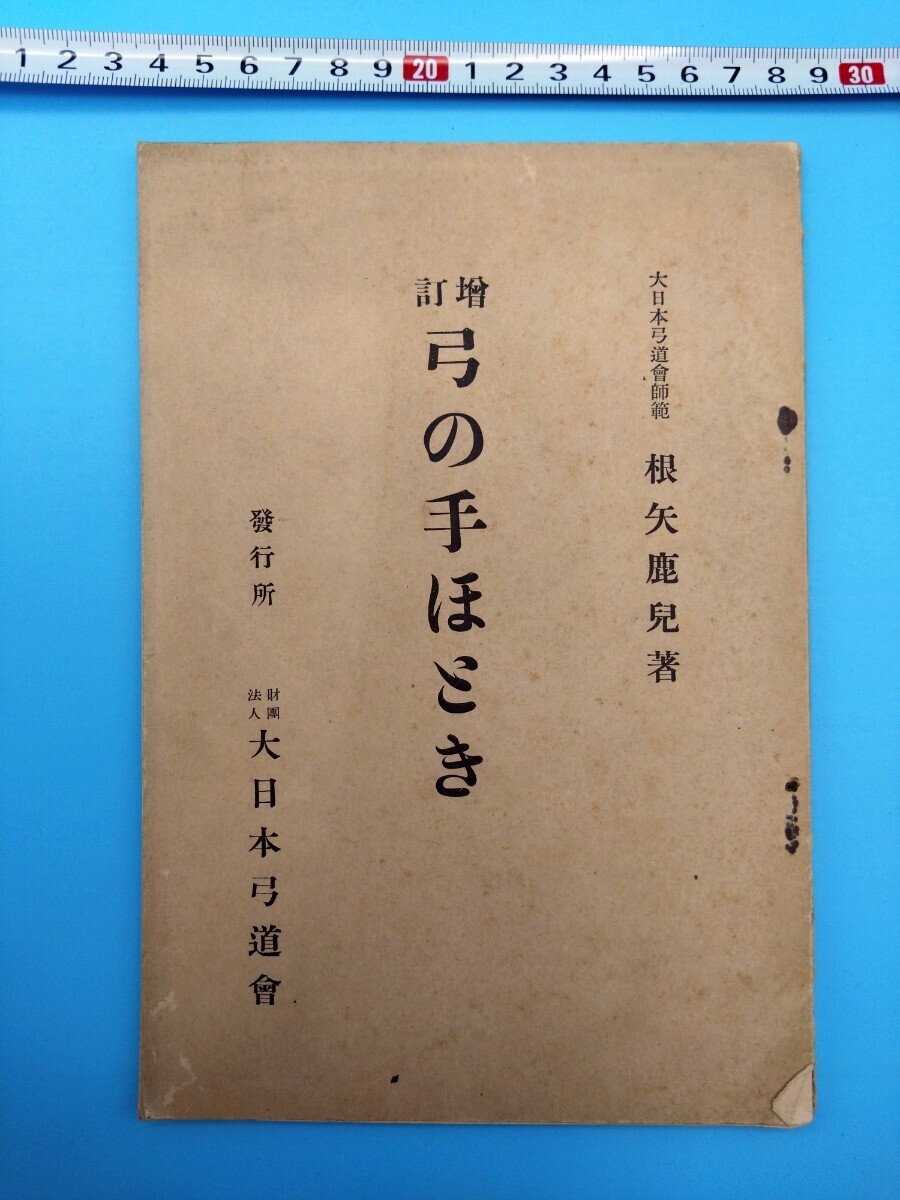 1 2 3 4 5 6 7 8 9 20 1 2 3 4 5 6 7 8 9 30
大日本弓道會師範 根矢鹿兒著
增訂 弓の手ほとき
發行所 財團法人 大日本弓道會